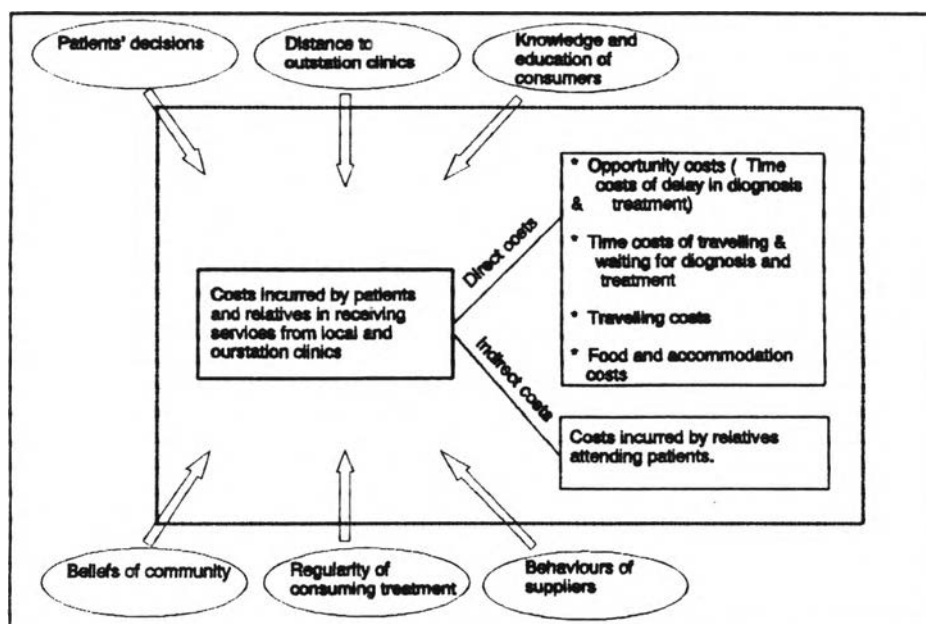 Patients' decisions
Distance to
outstation clinics
Knowledge and
education of
consumers
* Opportunity costs ( Time
costs of delay in diognosis
& treatment)
* Time costs of travelling &
waiting for diagnosis and
treatment
* Travelling costs
* Food and accommodation
costs
Direct costs
Costs incurred by patients
and relatives in receiving
services from local and
ourstation clinics
Indirect costs
Costs incurred by relatives
attending patients.
Beliefs of community
Regularity of
consuming treatment
Behaviours of
suppliers